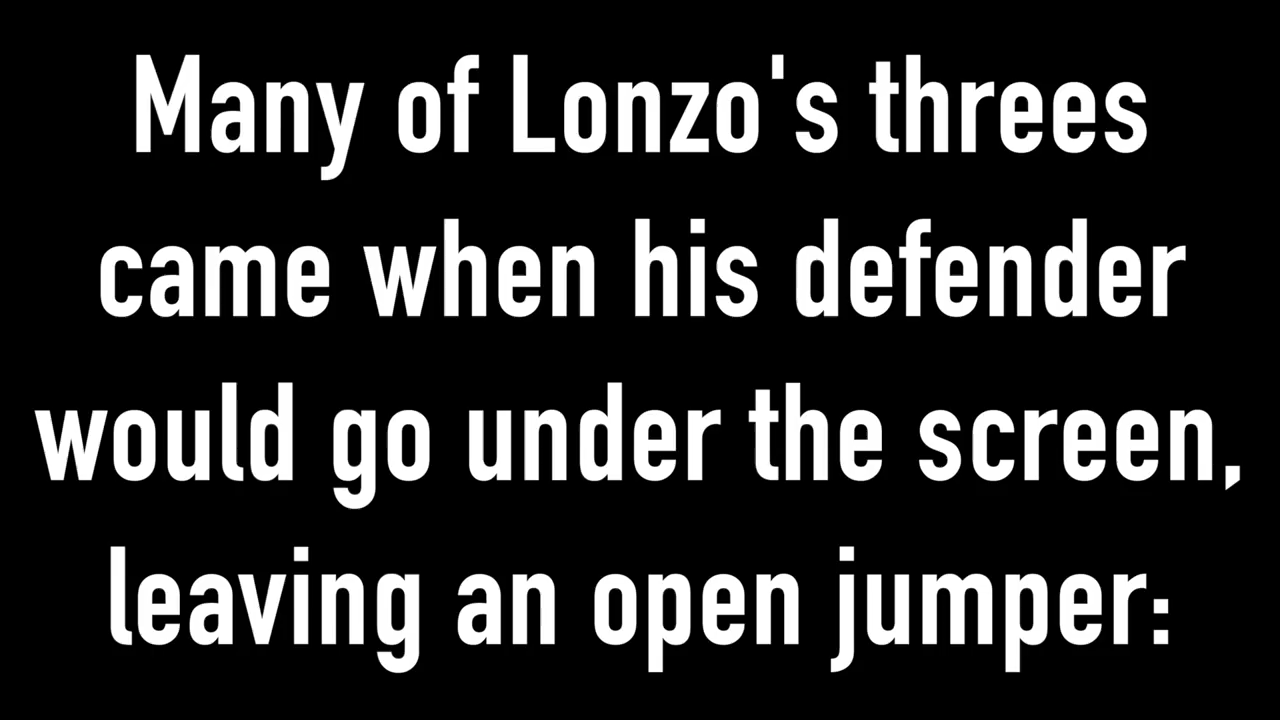 Many of Lonzo's threes
came when his defender
would go under the screen,
leaving an open jumper: